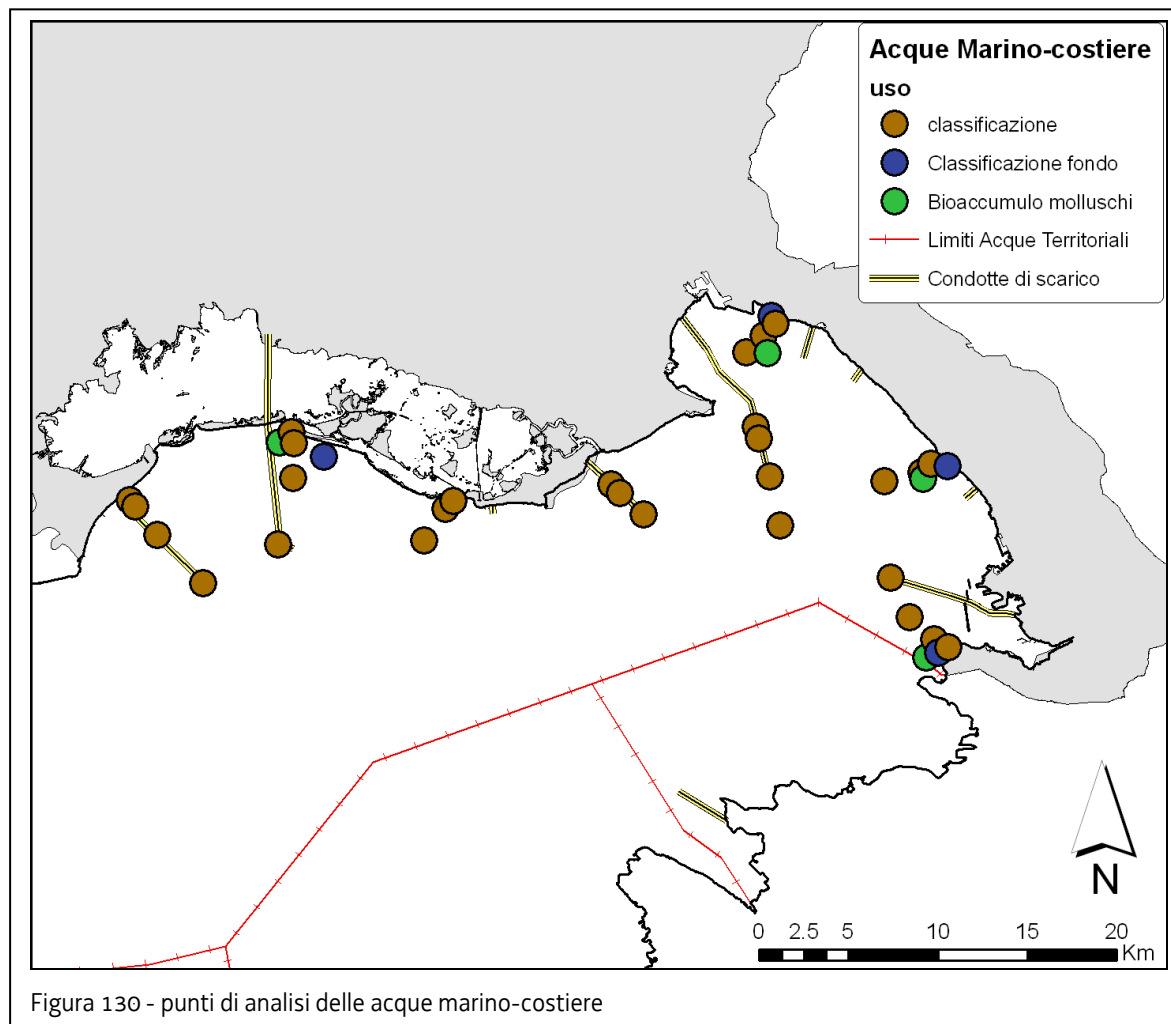 Acque Marino-costiere
uso
classificazione
Classificazione fondo
Bioaccumulo molluschi
Limiti Acque Territoriali
Condotte di scarico
N
0 2.5 5 10 15 20
Km
Figura 130 - punti di analisi delle acque marino-costiere